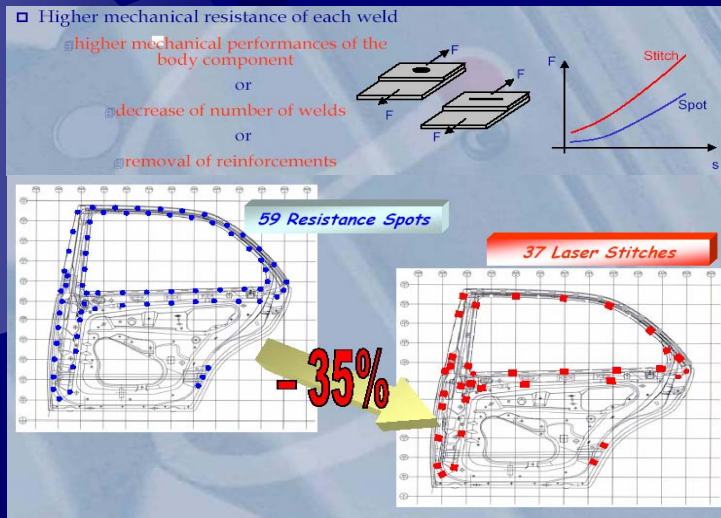 Higher mechanical resistance of each weld
higher mechanical performances of the
body component
or
decrease of number of welds
or
removal of reinforcements
F
F
F
F
F
Stitch
Spot
s
59 Resistance Spots
37 Laser Stitches
- 35%